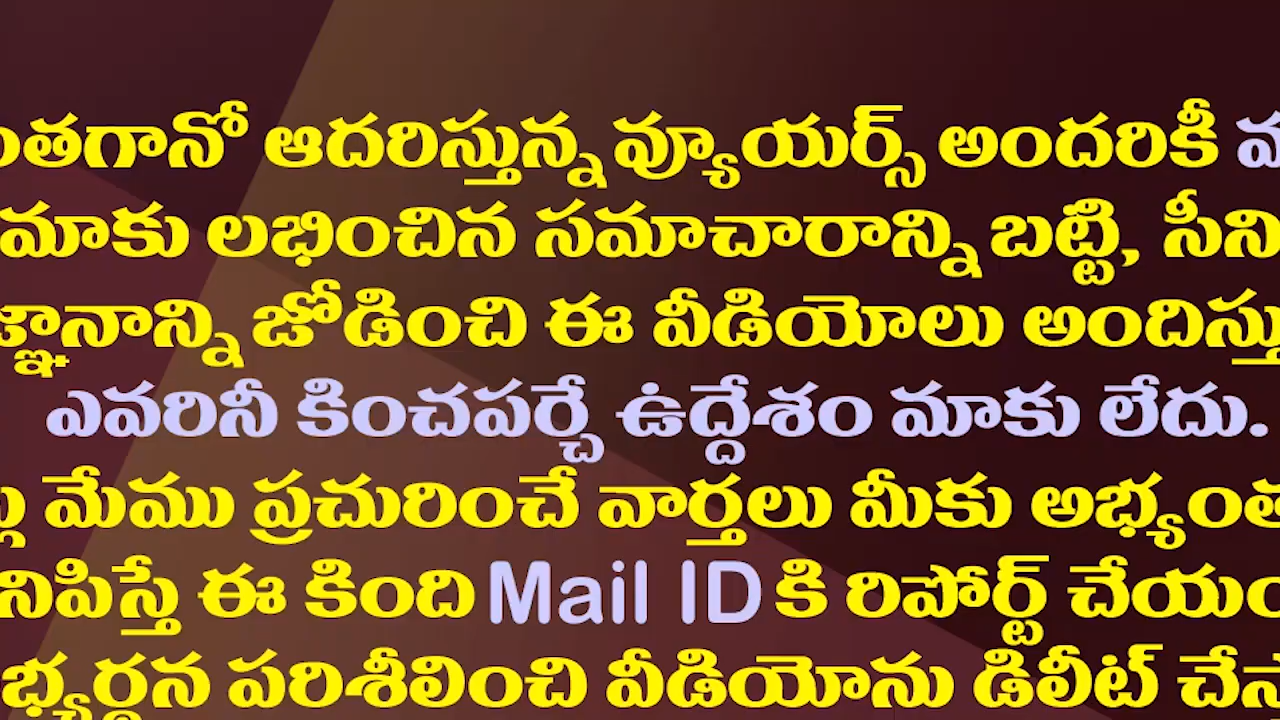 ంతగానో ఆదరిస్తున్న వ్యూయర్స్ అందరికీ
మాకు లభించిన సమాచారాన్ని బట్టి, సీని
జ్ఞానాన్ని జోడించి ఈ వీడియోలు అందిస్తు
ఎవరినీ కించపర్చే ఉద్దేశం మాకు లేదు.
మేము ప్రచురించే వార్తలు మీకు అభ్యంత
నిపిస్తే ఈ కింది Mail ID కి రిపోర్ట్ చేయం
భ్యర్థన పరిశీలించి వీడియోను డిలీట్ చేస